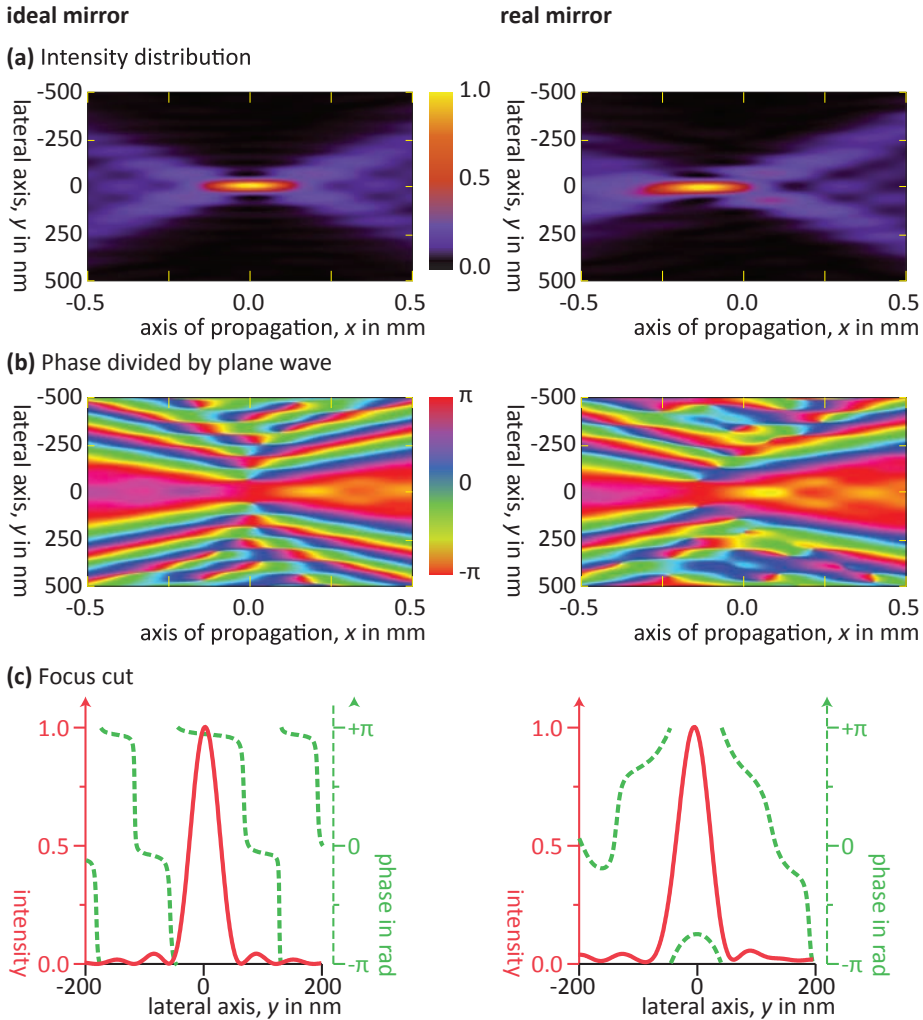 ideal mirror
real mirror
(a) Intensity distribution
lateral axis, y in nm
-500
-250
0
250
500
-0.5
0.0
0.5
axis of propagation, x in mm
1.0
0.5
0.0
lateral axis, y in nm
-500
-250
0
250
500
-0.5
0.0
0.5
axis of propagation, x in mm
(b) Phase divided by plane wave
lateral axis, y in nm
-500
-250
0
250
500
-0.5
0.0
0.5
axis of propagation, x in mm
π
0
-π
lateral axis, y in nm
-500
-250
0
250
500
-0.5
0.0
0.5
axis of propagation, x in mm
(c) Focus cut
intensity
1.0
0.5
0.0
-200
0
200
lateral axis, y in nm
+π
0
-π
phase in rad
intensity
1.0
0.5
0.0
-200
0
200
lateral axis, y in nm
+π
0
-π
phase in rad